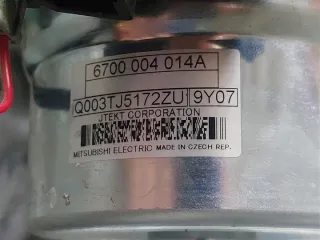 6700 004 014A
Q003TJ5172ZU 9Y07
JTEKT CORPORATION
MITSUBISHI ELECTRIC MADE IN CZECH REP.